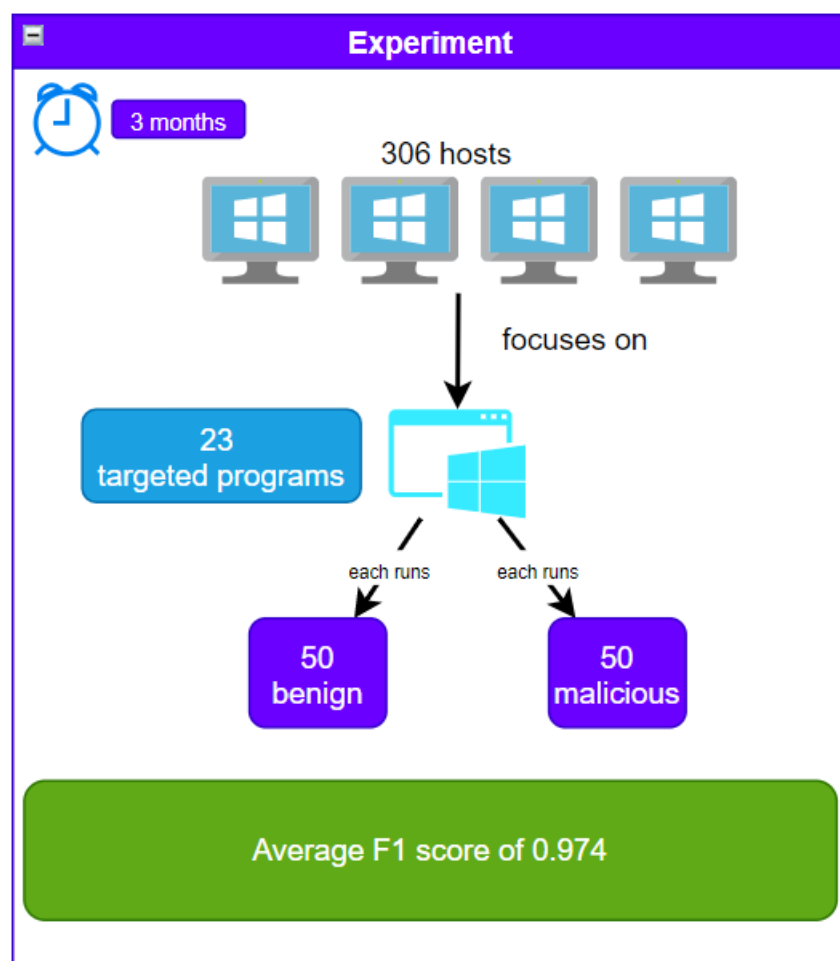 Experiment
3 months
306 hosts
focuses on
23
targeted programs
each runs
each runs
50
benign
50
malicious
Average F1 score of 0.974